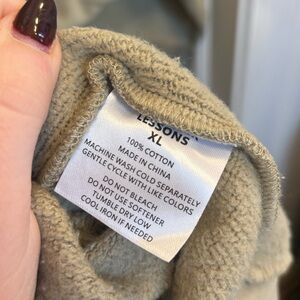 LESSONS™
XL
100% COTTON
MADE IN CHINA
MACHINE WASH COLD SEPARATELY
GENTLE CYCLE WITH LIKE COLORS
DO NOT BLEACH
DO NOT USE SOFTENER
TUMBLE DRY LOW
COOL IRON IF NEEDED